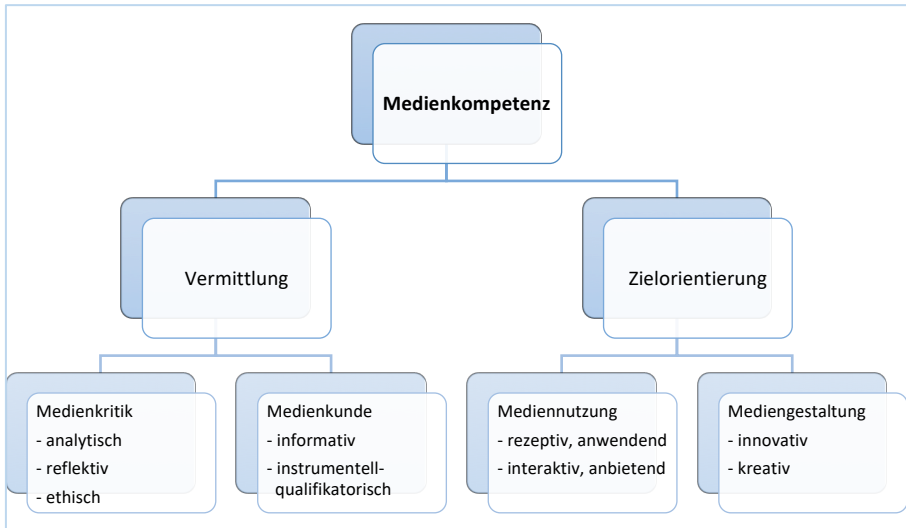 Medienkompetenz
Vermittlung
Zielorientierung
Medienkritik
- analytisch
- reflektiv
- ethisch
Medienkunde
- informativ
- instrumentell-
qualifikatorisch
Mediennutzung
- rezeptiv, anwendend
- interaktiv, anbietend
Mediengestaltung
- innovativ
- kreativ